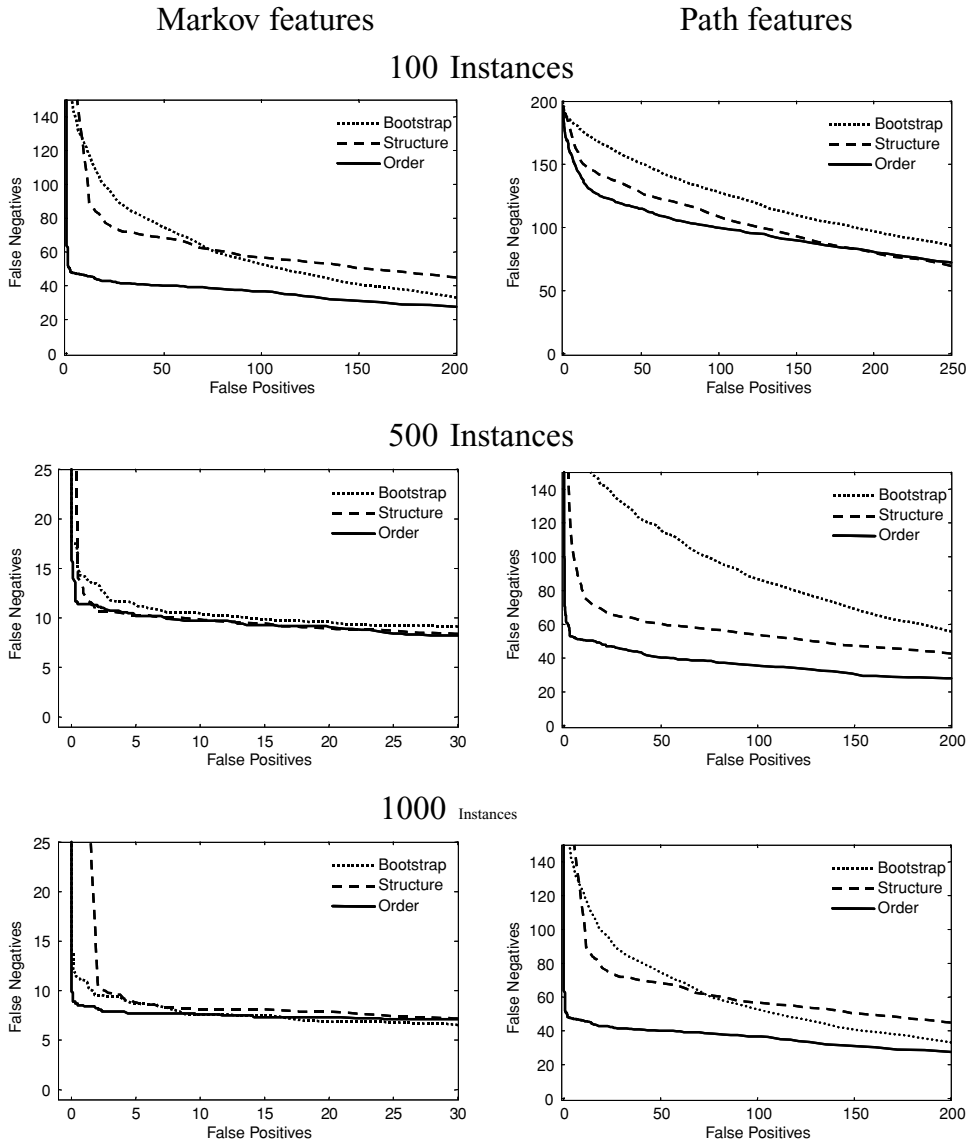 Markov features
Path features
100 Instances
140
120
100
80
60
40
20
0
0 50 100 150 200
False Negatives
False Positives
Bootstrap
Structure
Order
200
150
100
50
0
0 50 100 150 200 250
False Negatives
False Positives
Bootstrap
Structure
Order
500 Instances
25
20
15
10
5
0
0 5 10 15 20 25 30
False Negatives
False Positives
Bootstrap
Structure
Order
140
120
100
80
60
40
20
0
0 50 100 150 200
False Negatives
False Positives
Bootstrap
Structure
Order
1000 Instances
25
20
15
10
5
0
0 5 10 15 20 25 30
False Negatives
False Positives
Bootstrap
Structure
Order
140
120
100
80
60
40
20
0
0 50 100 150 200
False Negatives
False Positives
Bootstrap
Structure
Order